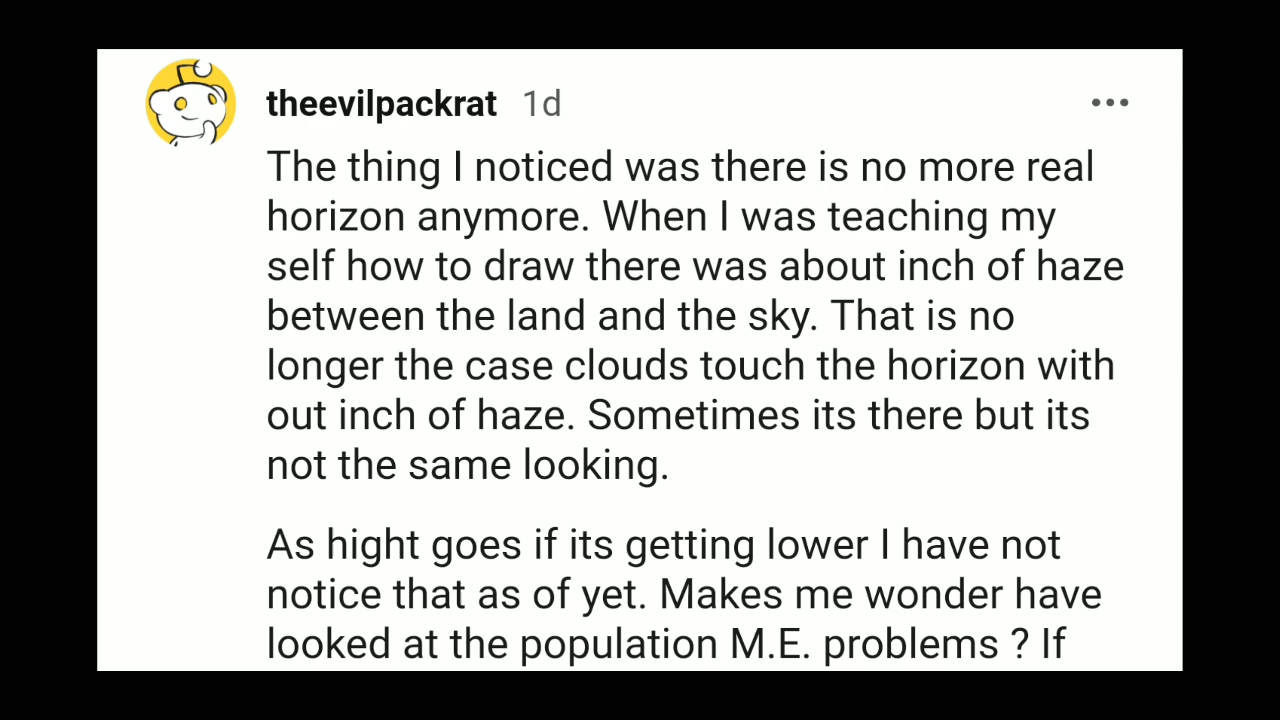 theevilpackrat 1d
The thing I noticed was there is no more real
horizon anymore. When I was teaching my
self how to draw there was about inch of haze
between the land and the sky. That is no
longer the case clouds touch the horizon with
out inch of haze. Sometimes its there but its
not the same looking.
As hight goes if its getting lower I have not
notice that as of yet. Makes me wonder have
looked at the population M.E. problems ? If